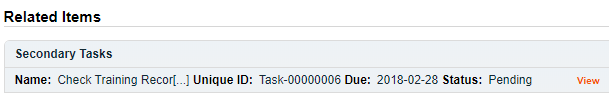 Related Items
Secondary Tasks
Name: Check Training Recor[...] Unique ID: Task-00000006 Due: 2018-02-28 Status: Pending View